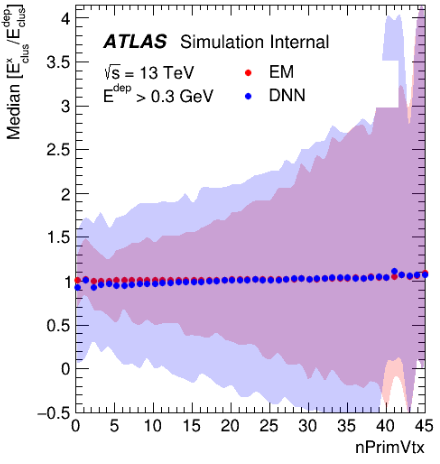 Median [E^x_clus/E^dep_clus]
ATLAS Simulation Internal
√s = 13 TeV
E^dep > 0.3 GeV
EM
DNN
4
3.5
3
2.5
2
1.5
1
0.5
0
−0.5
0 5 10 15 20 25 30 35 40 45
nPrimVtx